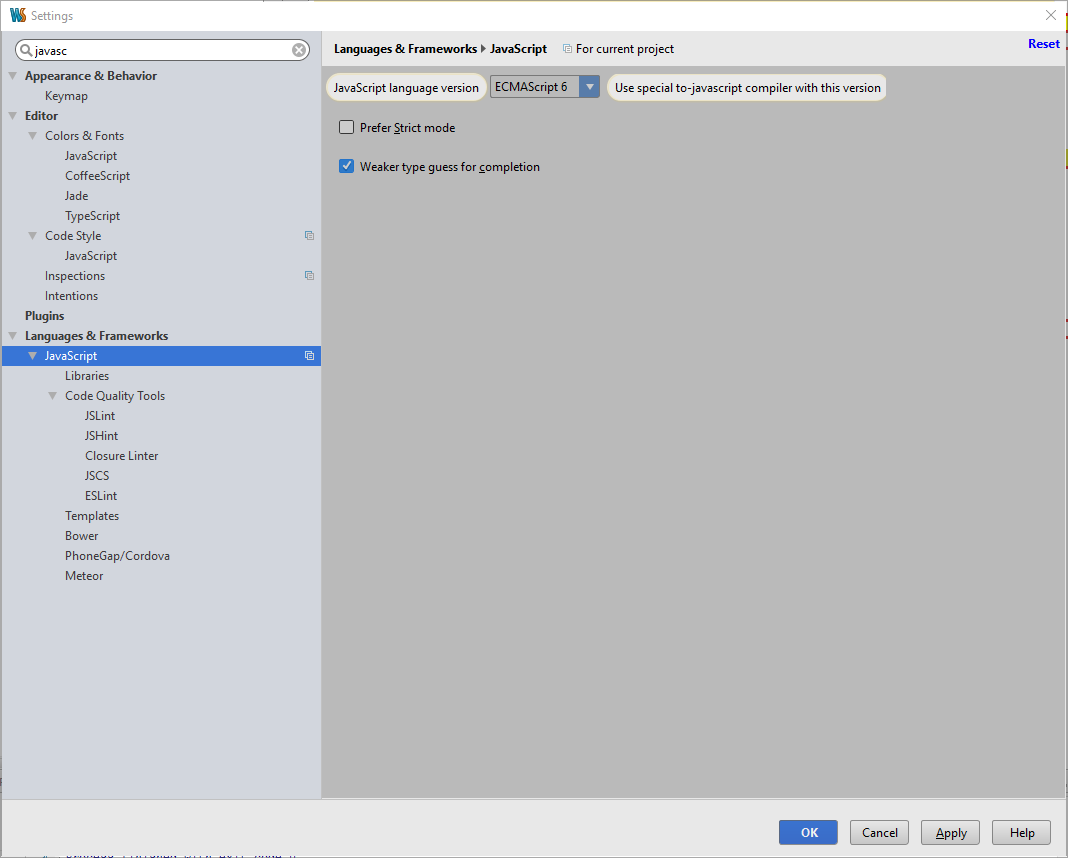 Settings
javasc
Appearance & Behavior
Keymap
Editor
Colors & Fonts
JavaScript
CoffeeScript
Jade
TypeScript
Code Style
JavaScript
Inspections
Intentions
Plugins
Languages & Frameworks
JavaScript
Libraries
Code Quality Tools
JSLint
JSHint
Closure Linter
JSCS
ESLint
Templates
Bower
PhoneGap/Cordova
Meteor
Languages & Frameworks JavaScript For current project Reset
JavaScript language version ECMAScript 6 Use special to-javascript compiler with this version
Prefer Strict mode
Weaker type guess for completion
OK Cancel Apply Help